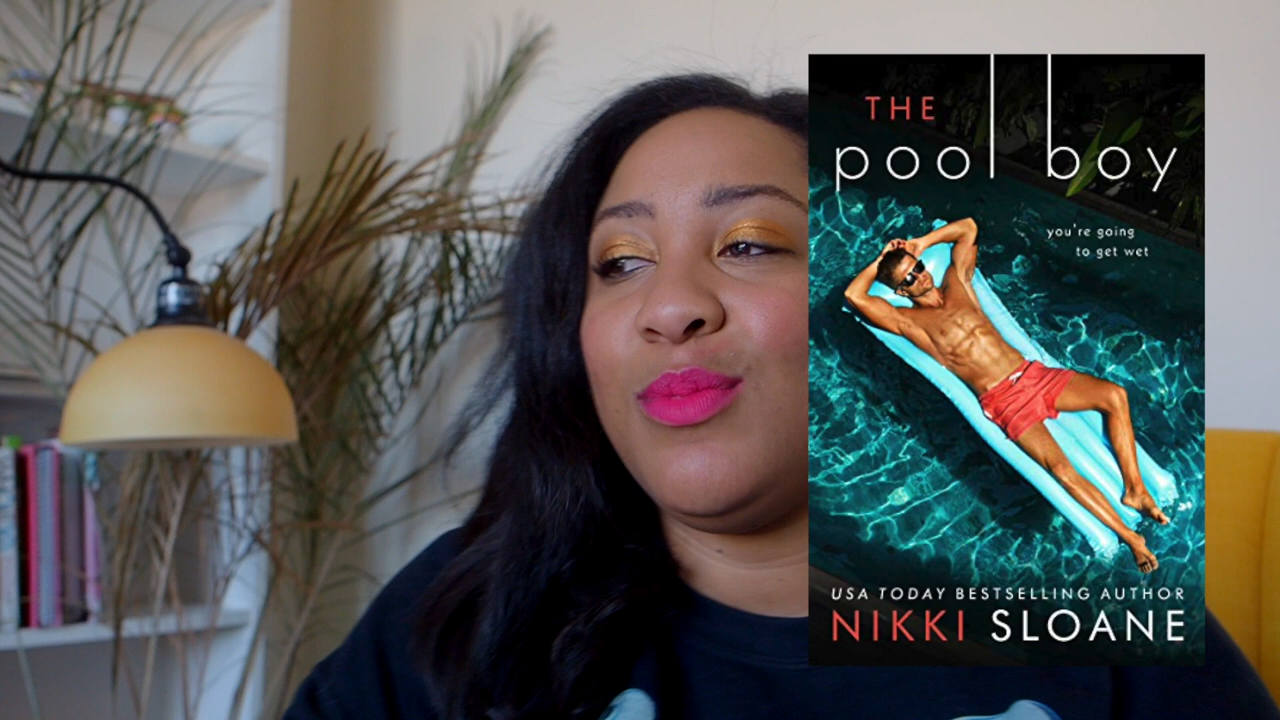 THE
pool boy
you're going
to get wet
USA TODAY BESTSELLING AUTHOR
NIKKI SLOANE